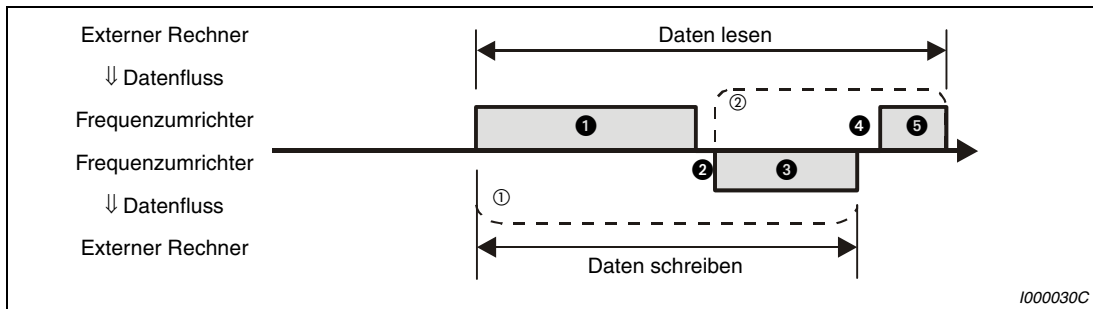 Externer Rechner
Daten lesen
⇓ Datenfluss
②
Frequenzumrichter
❶
❹
❺
Frequenzumrichter
❷
❸
⇓ Datenfluss
①
Externer Rechner
Daten schreiben
I000030C